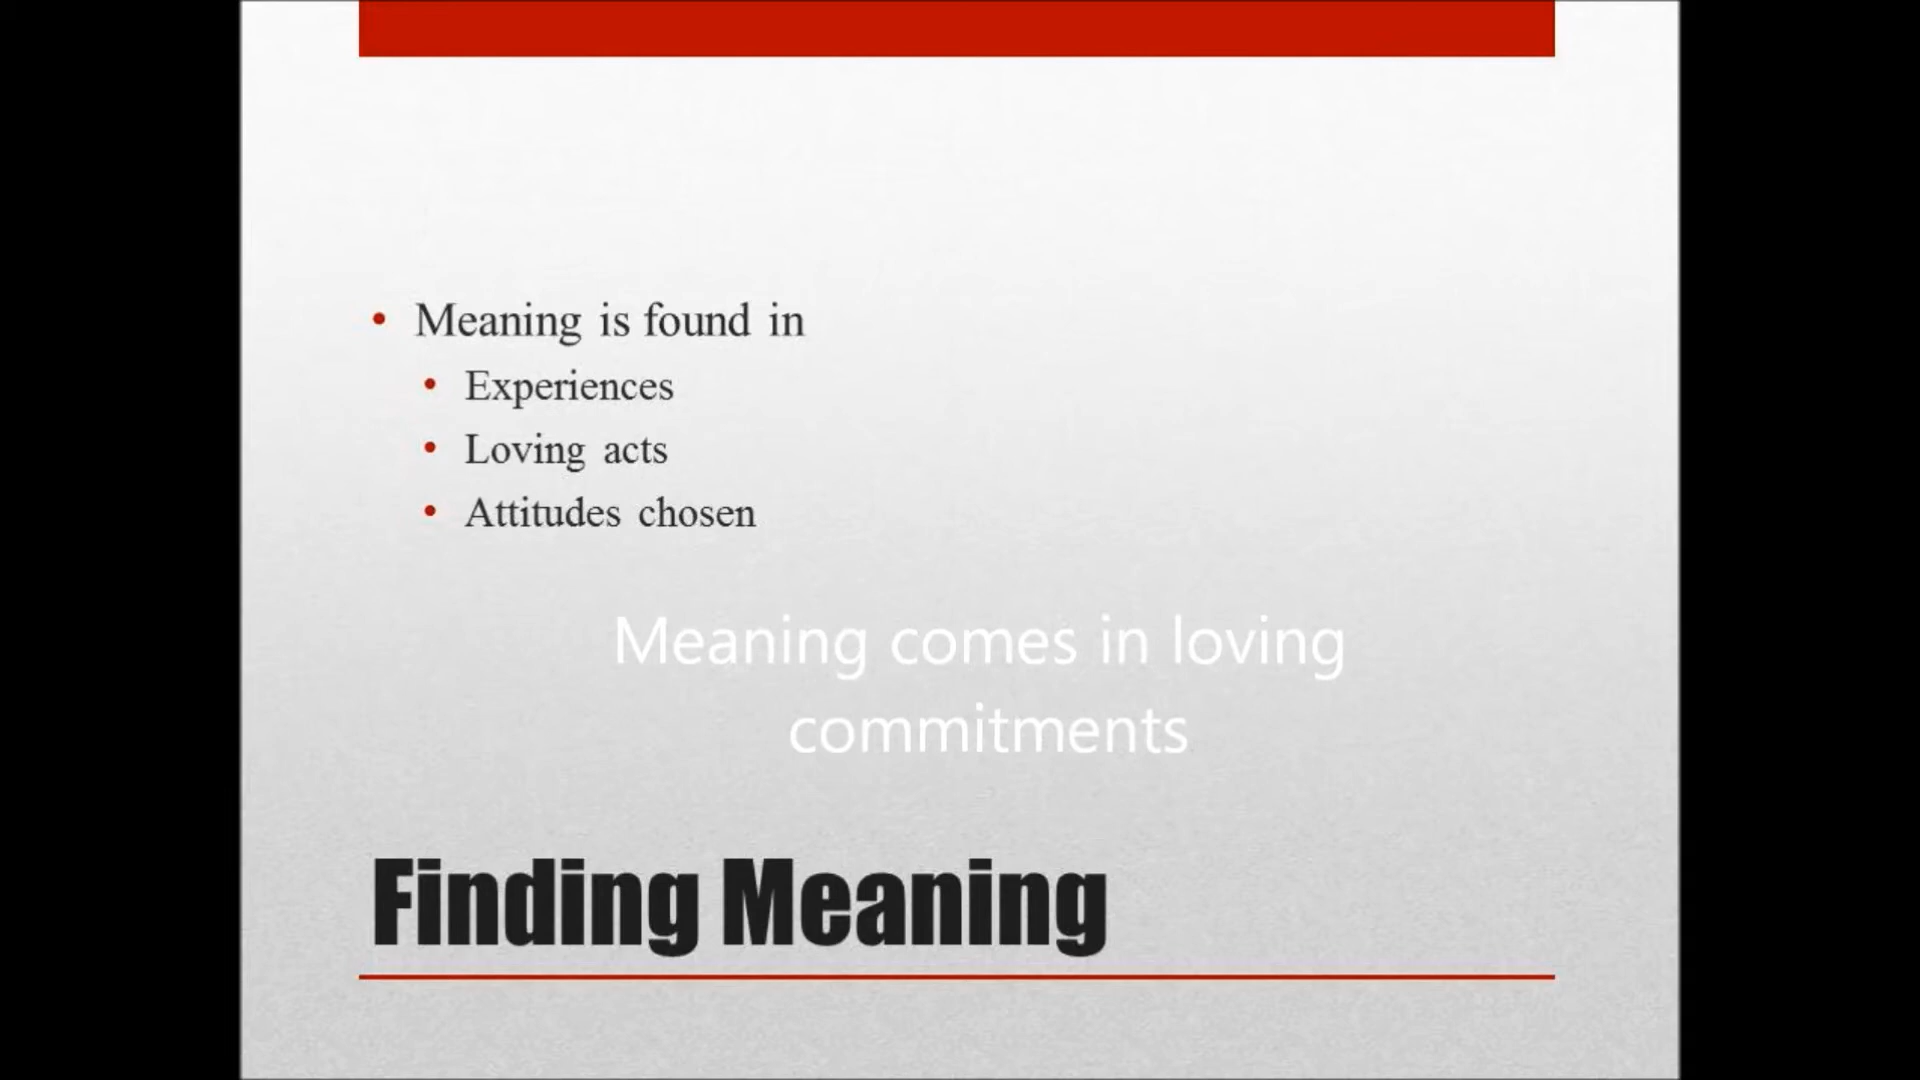 Meaning is found in
Experiences
Loving acts
Attitudes chosen
Meaning comes in loving
commitments
Finding Meaning